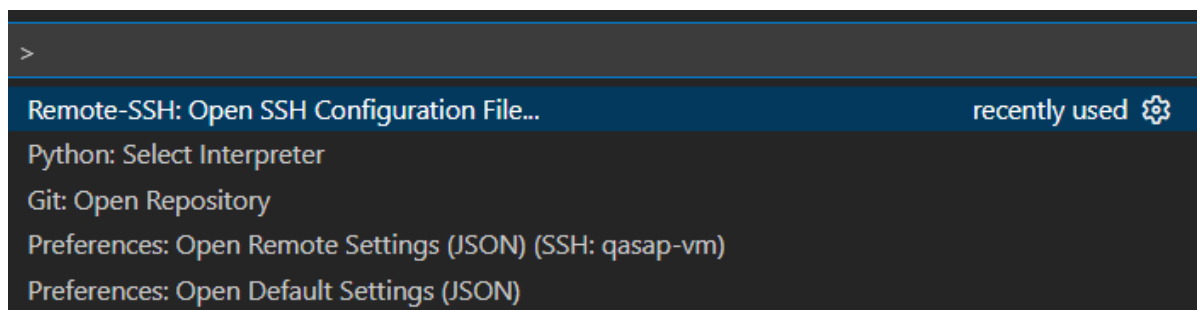 >
Remote-SSH: Open SSH Configuration File... recently used
Python: Select Interpreter
Git: Open Repository
Preferences: Open Remote Settings (JSON) (SSH: qasap-vm)
Preferences: Open Default Settings (JSON)